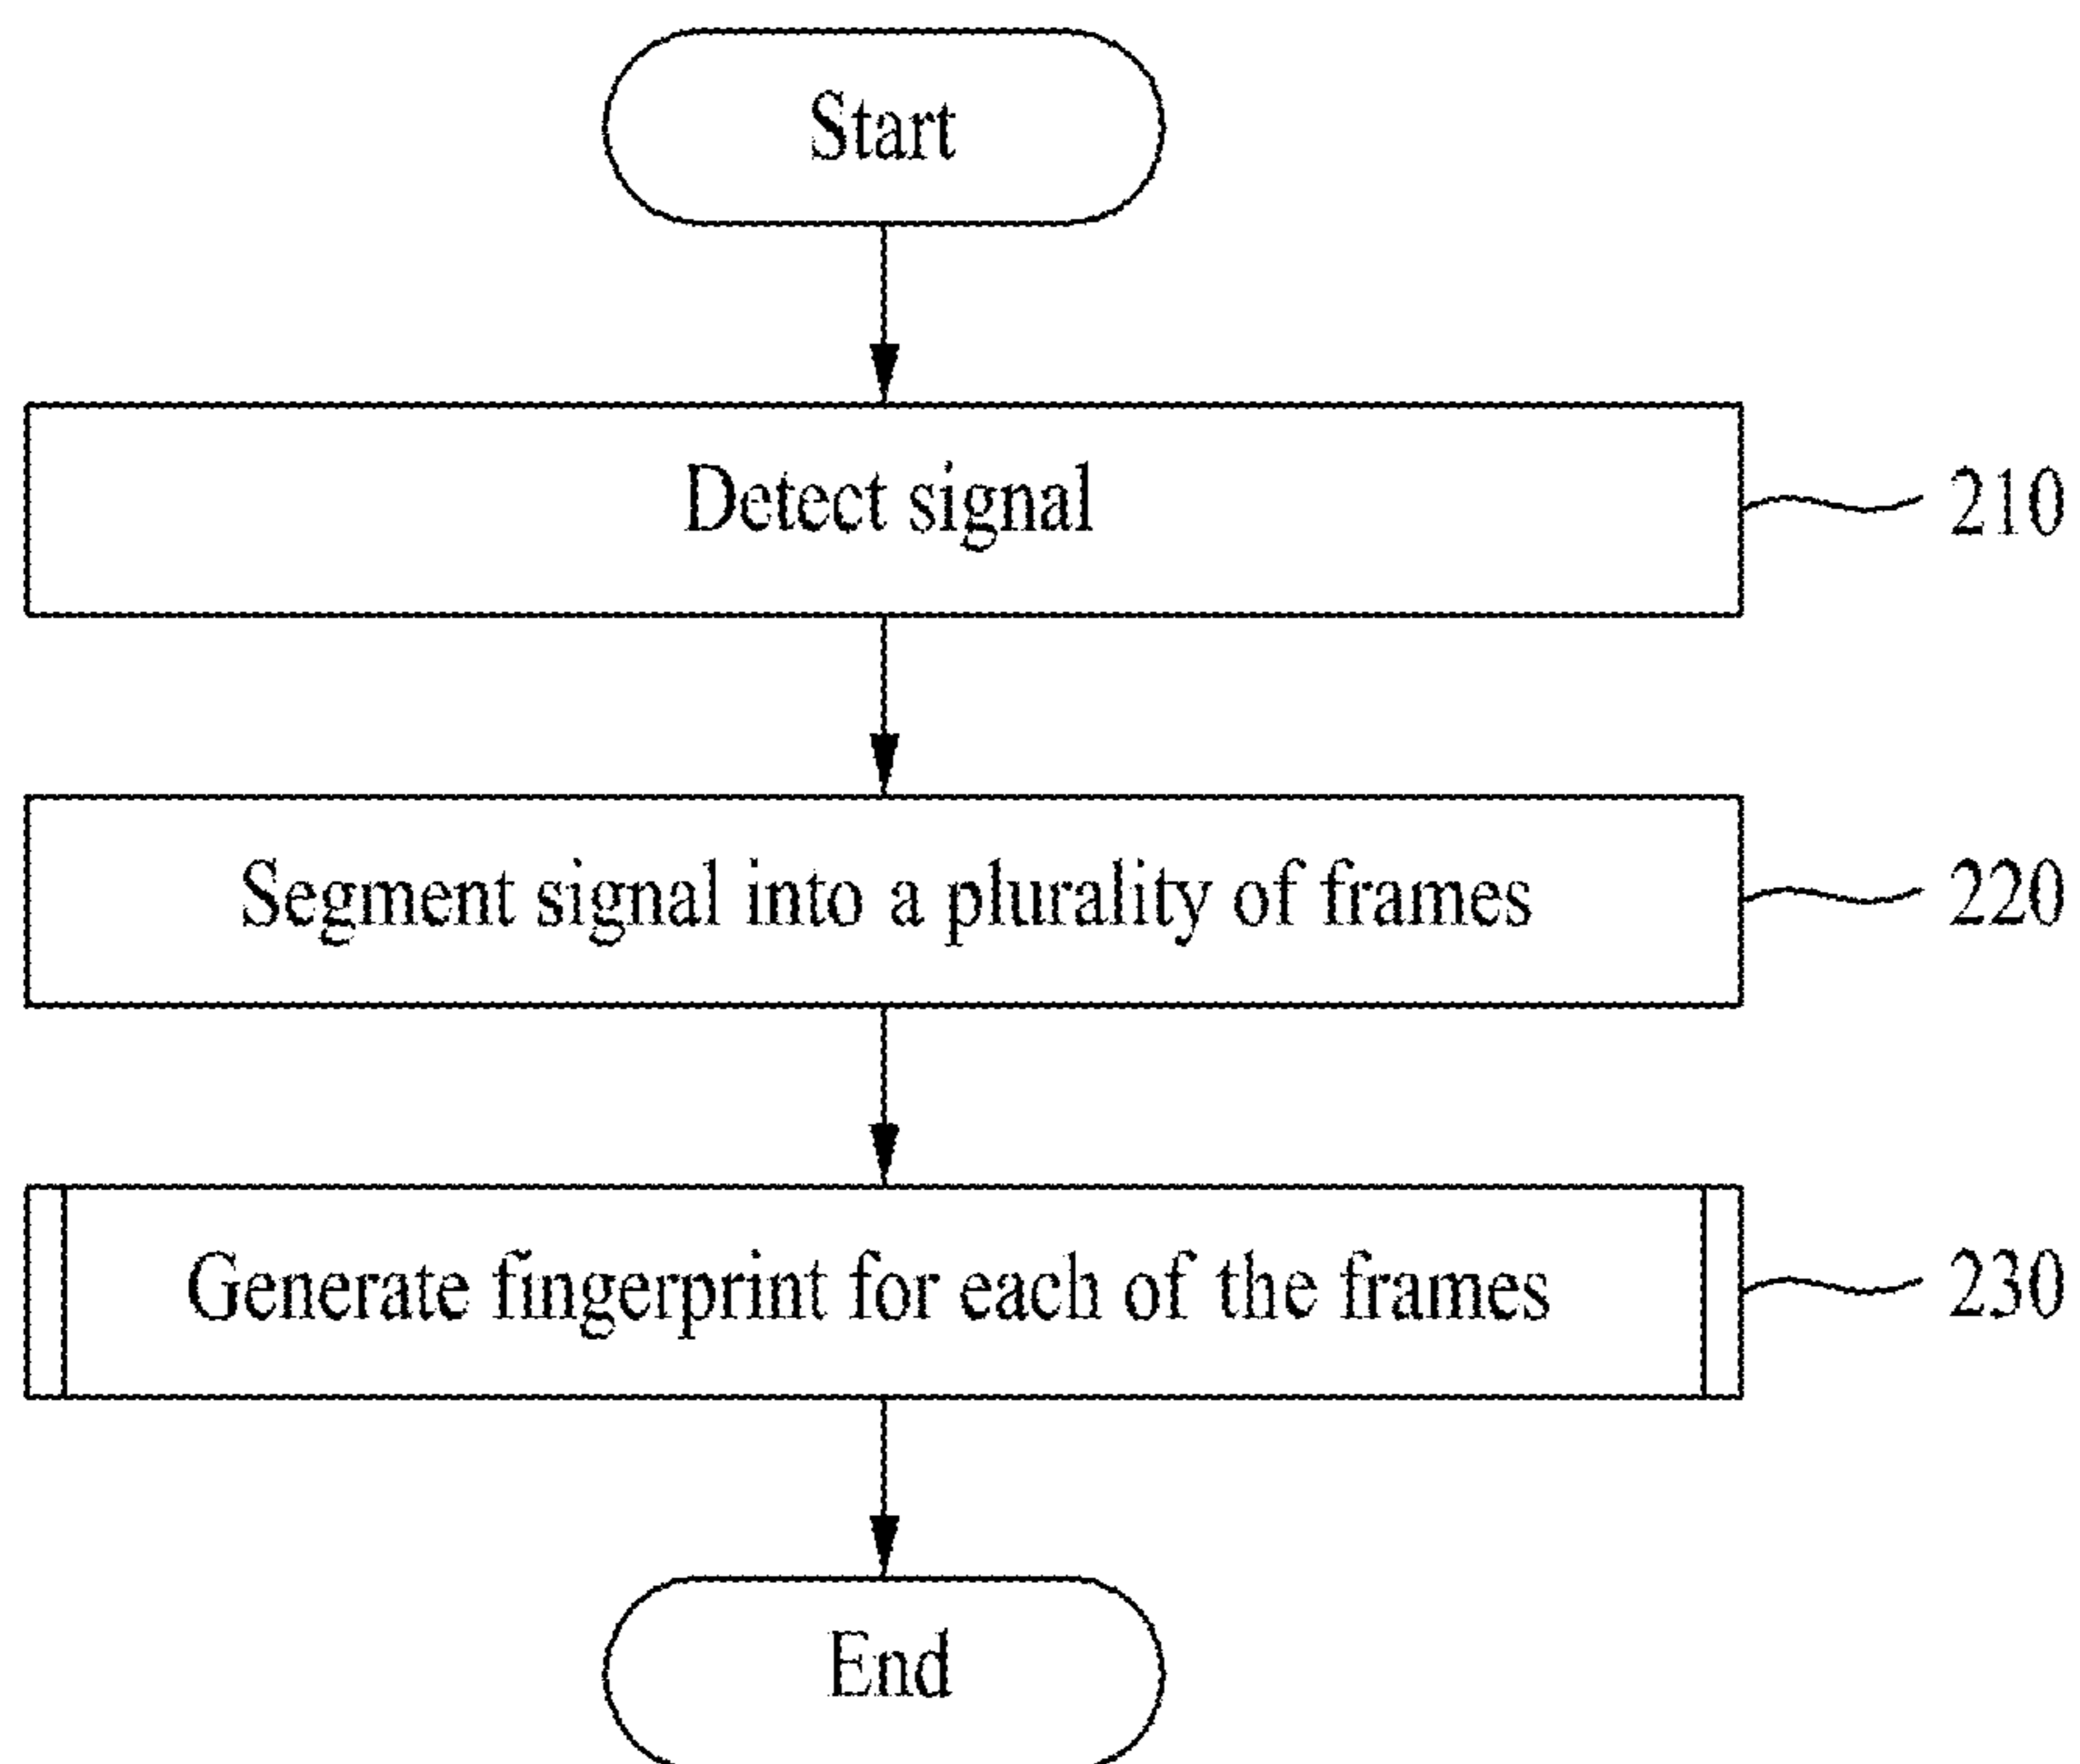 Start
Detect signal
210
Segment signal into a plurality of frames
220
Generate fingerprint for each of the frames
230
End